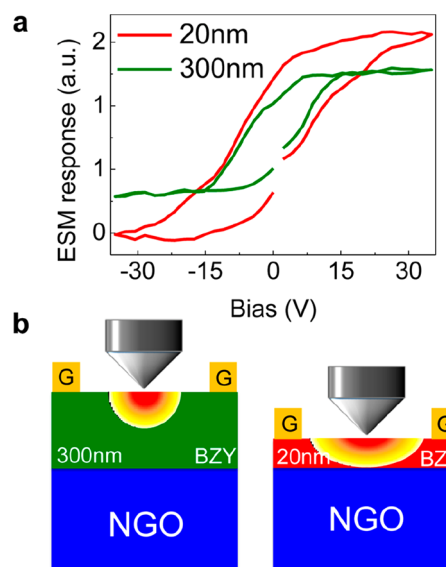 a
20nm
300nm
ESM response (a.u.)
2
1
1
0
-30 -15 0 15 30
Bias (V)
b
G G
300nm BZY
NGO
G G
20nm BZ
NGO